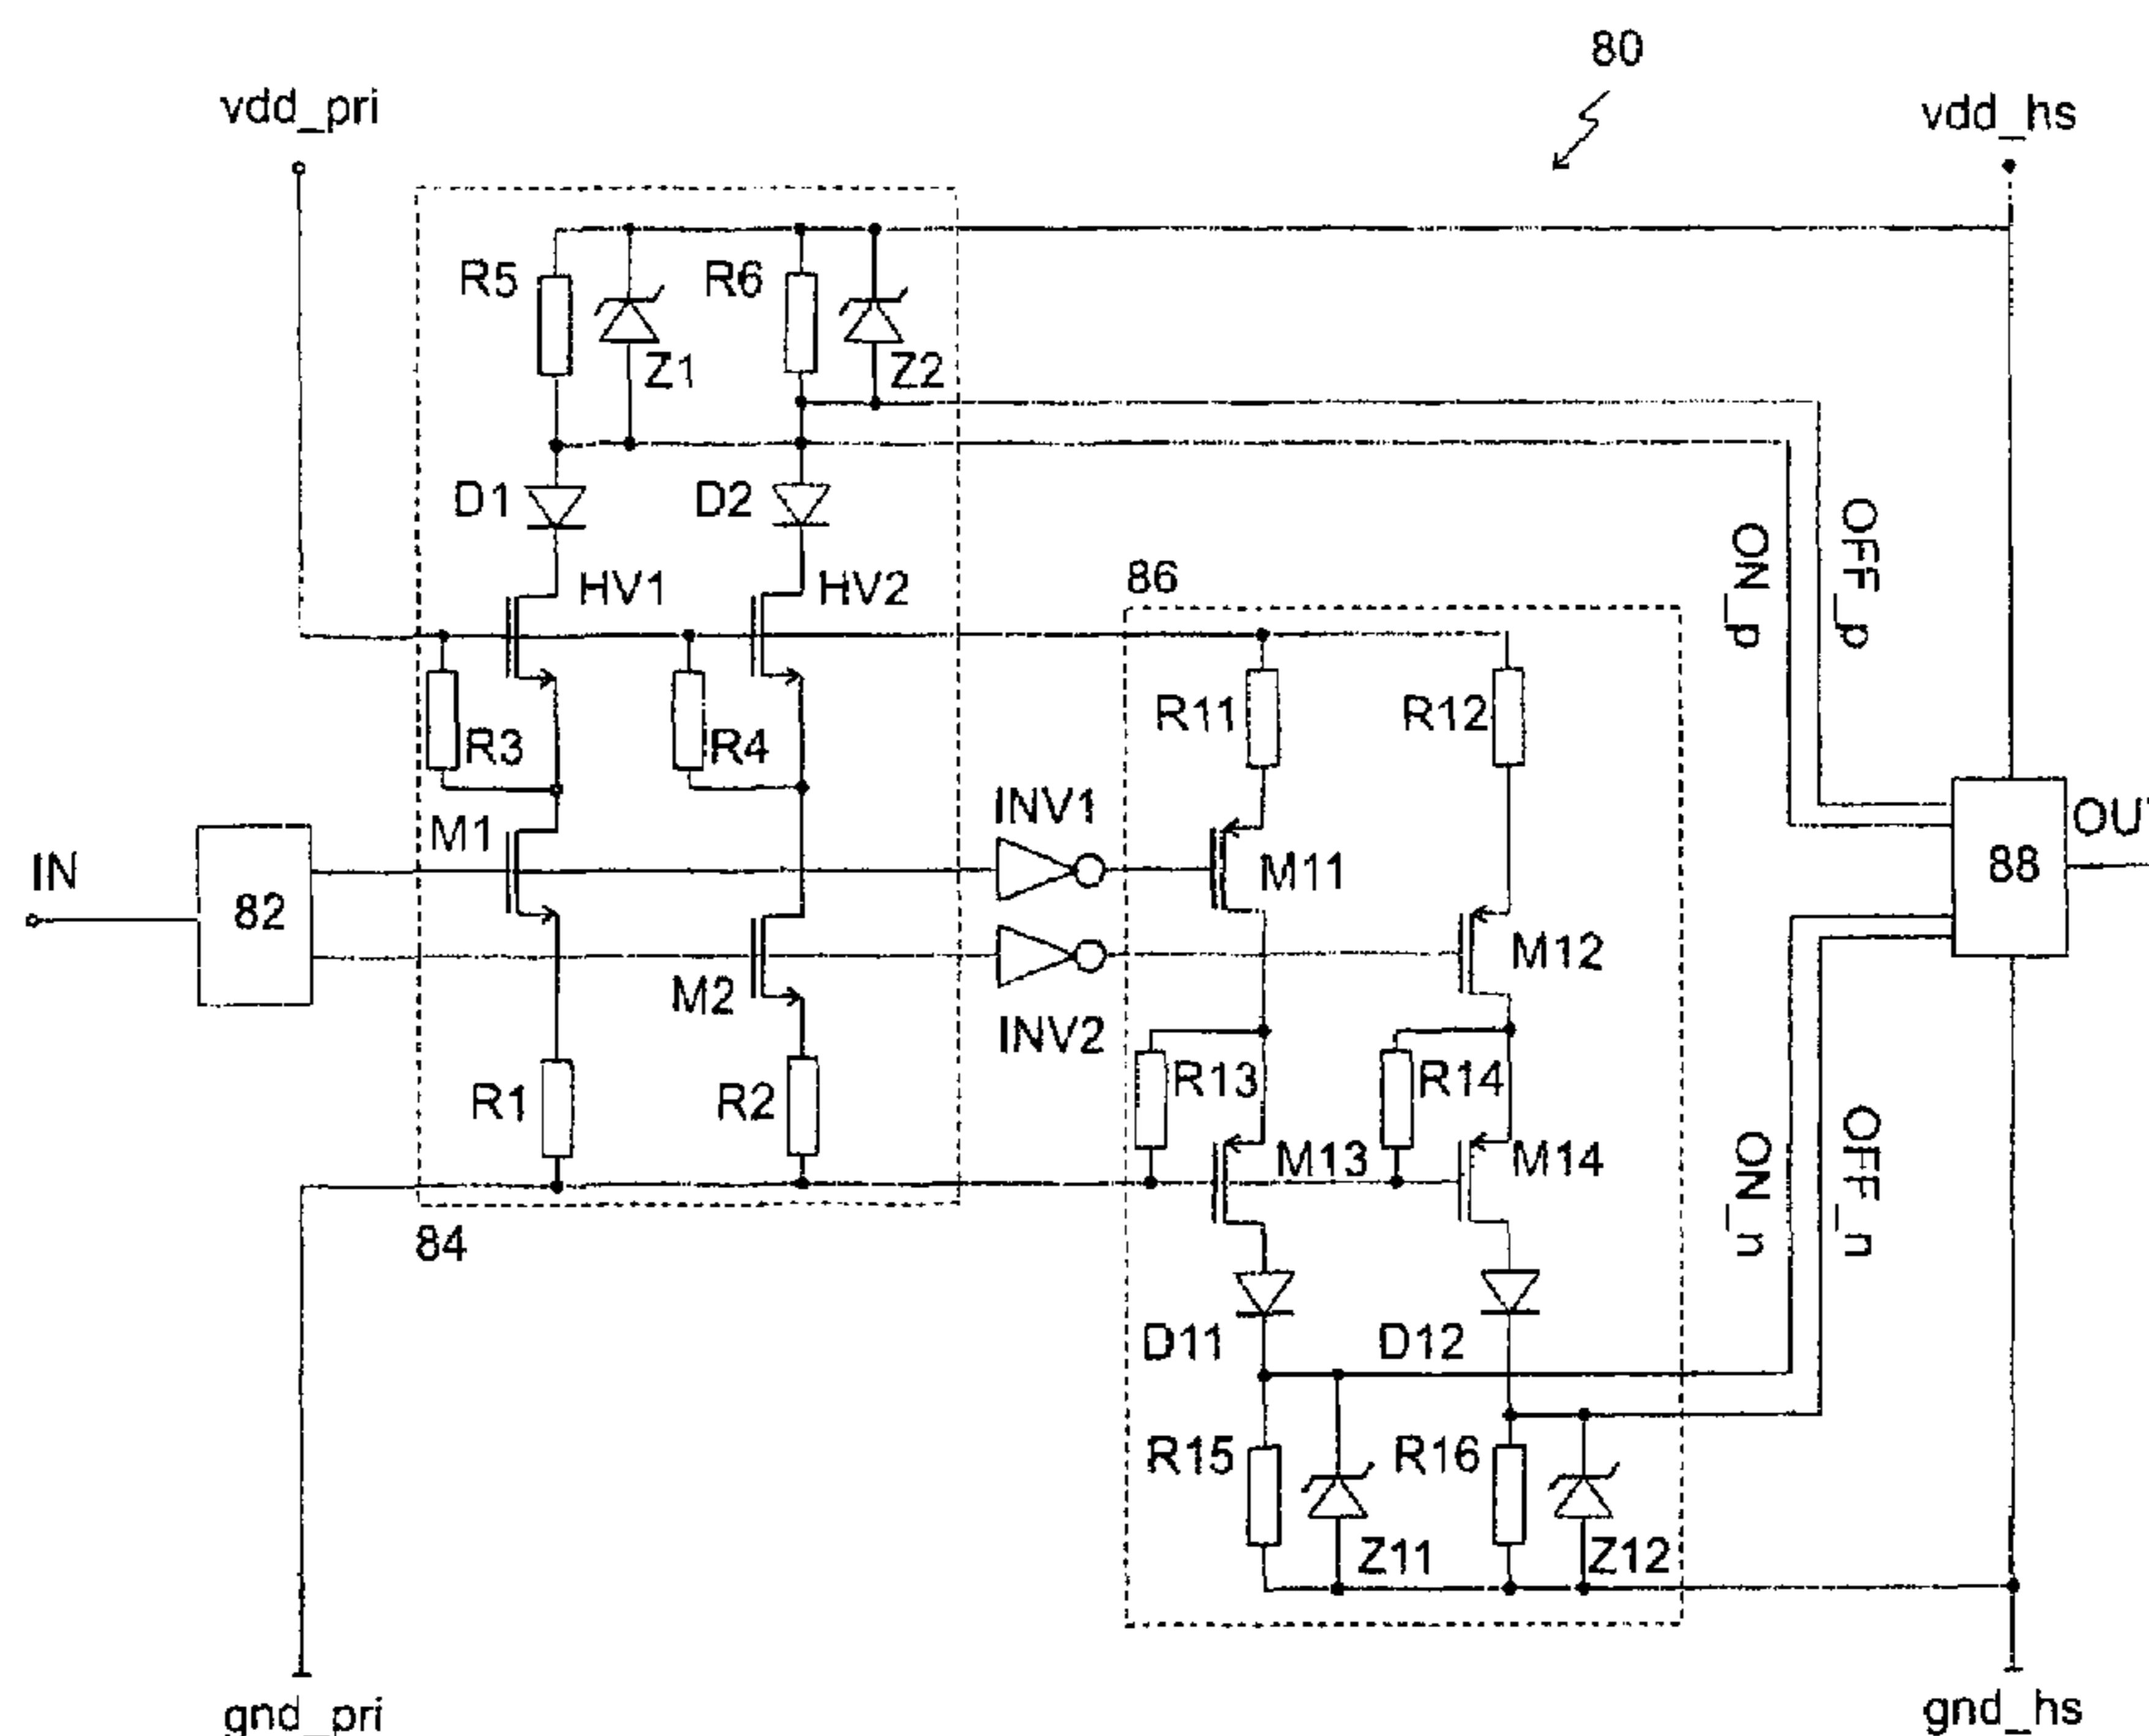 80
vdd_pri
vdd_hs
R5
R6
Z1
Z2
D1
D2
ON_p
OFF_p
HV1
HV2
86
R3
R4
R11
R12
INV1
M1
M11
IN
82
OUT
88
M2
M12
INV2
R1
R2
R13
R14
M13
M14
ON_n
OFF_n
84
D11
D12
R15
R16
Z11
Z12
gnd_pri
gnd_hs